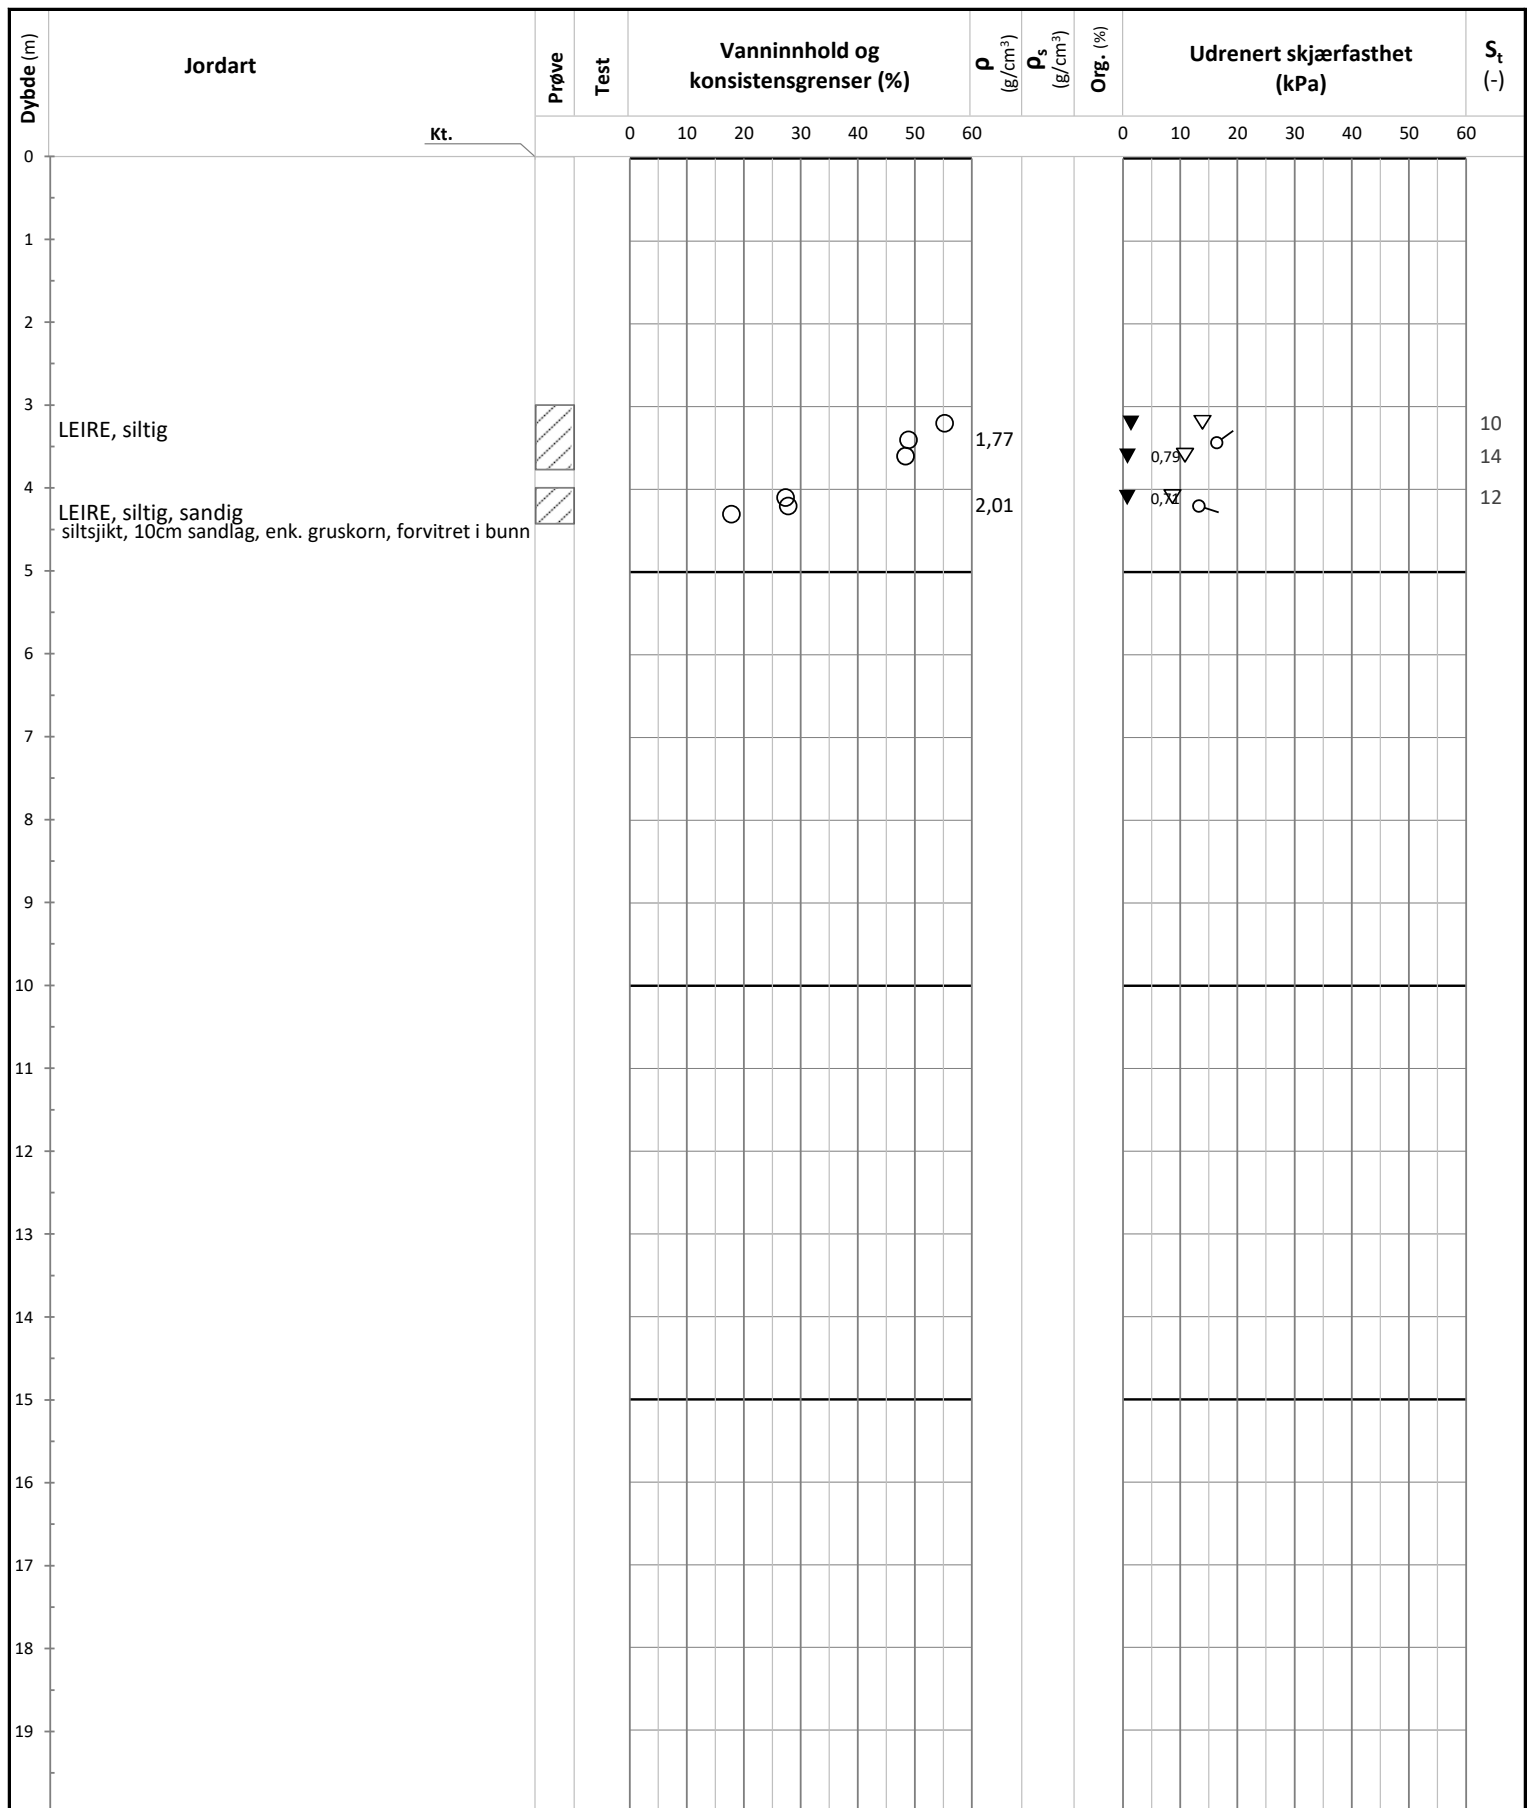 Dybde (m)
Jordart
Kt.
Prøve
Test
Vanninnhold og
konsistensgrenser (%)
ρ
(g/cm³)
ρs
(g/cm³)
Org. (%)
Udrenert skjærfasthet
(kPa)
St
(-)
0 10 20 30 40 50 60
0 10 20 30 40 50 60
0
1
2
3
LEIRE, siltig
1,77
10
0,79
14
4
LEIRE, siltig, sandig
siltsjikt, 10cm sandlag, enk. gruskorn, forvitret i bunn
2,01
0,71
12
5
6
7
8
9
10
11
12
13
14
15
16
17
18
19